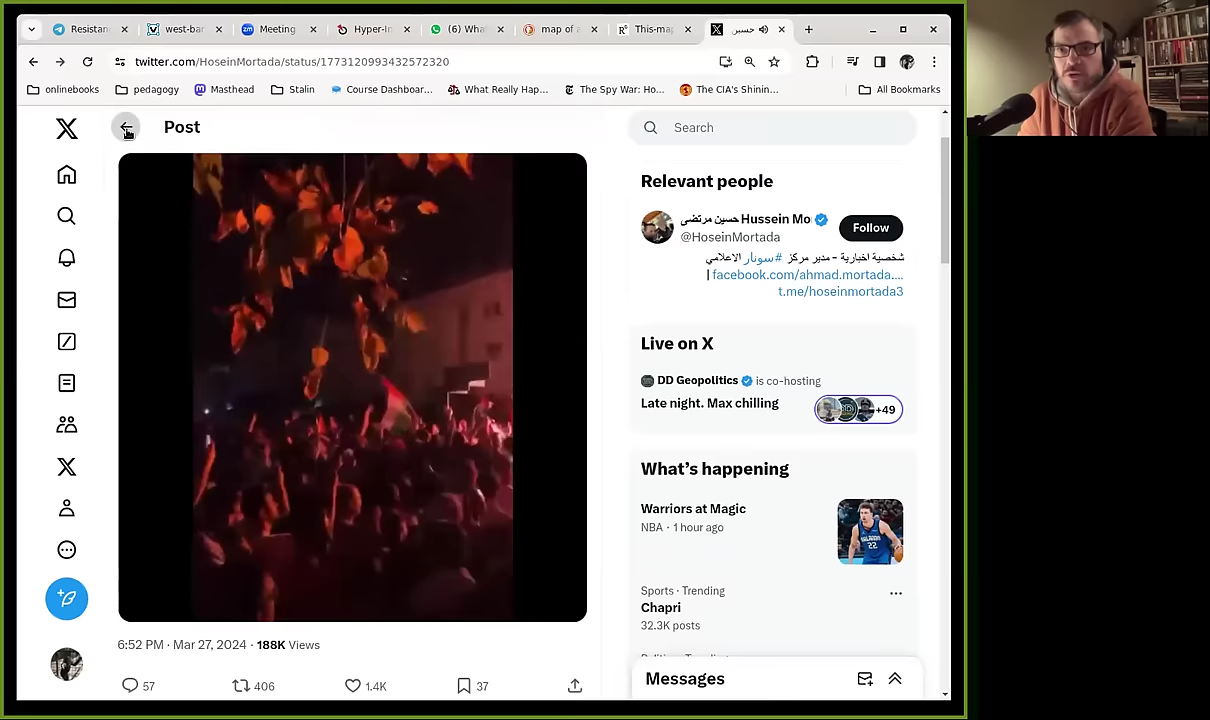 Resistan
west-bar
Meeting
Hyper-In
(6) Wha
map of a
This-map
حسين
twitter.com/HoseinMortada/status/1773120993432572320
onlinebooks
pedagogy
Masthead
Stalin
Course Dashboar...
What Really Hap...
The Spy War: Ho...
The CIA's Shinin...
All Bookmarks
Post
Search
Relevant people
حسين مرتضى Hussein Mo
@HoseinMortada
Follow
شخصية اخبارية - مدير مركز #سونار الاعلامي
| facebook.com/ahmad.mortada....
t.me/hoseinmortada3
Live on X
DD Geopolitics is co-hosting
Late night. Max chilling
+49
What's happening
Warriors at Magic
NBA · 1 hour ago
Sports · Trending
Chapri
32.3K posts
6:52 PM · Mar 27, 2024 · 188K Views
57
406
1.4K
37
Messages